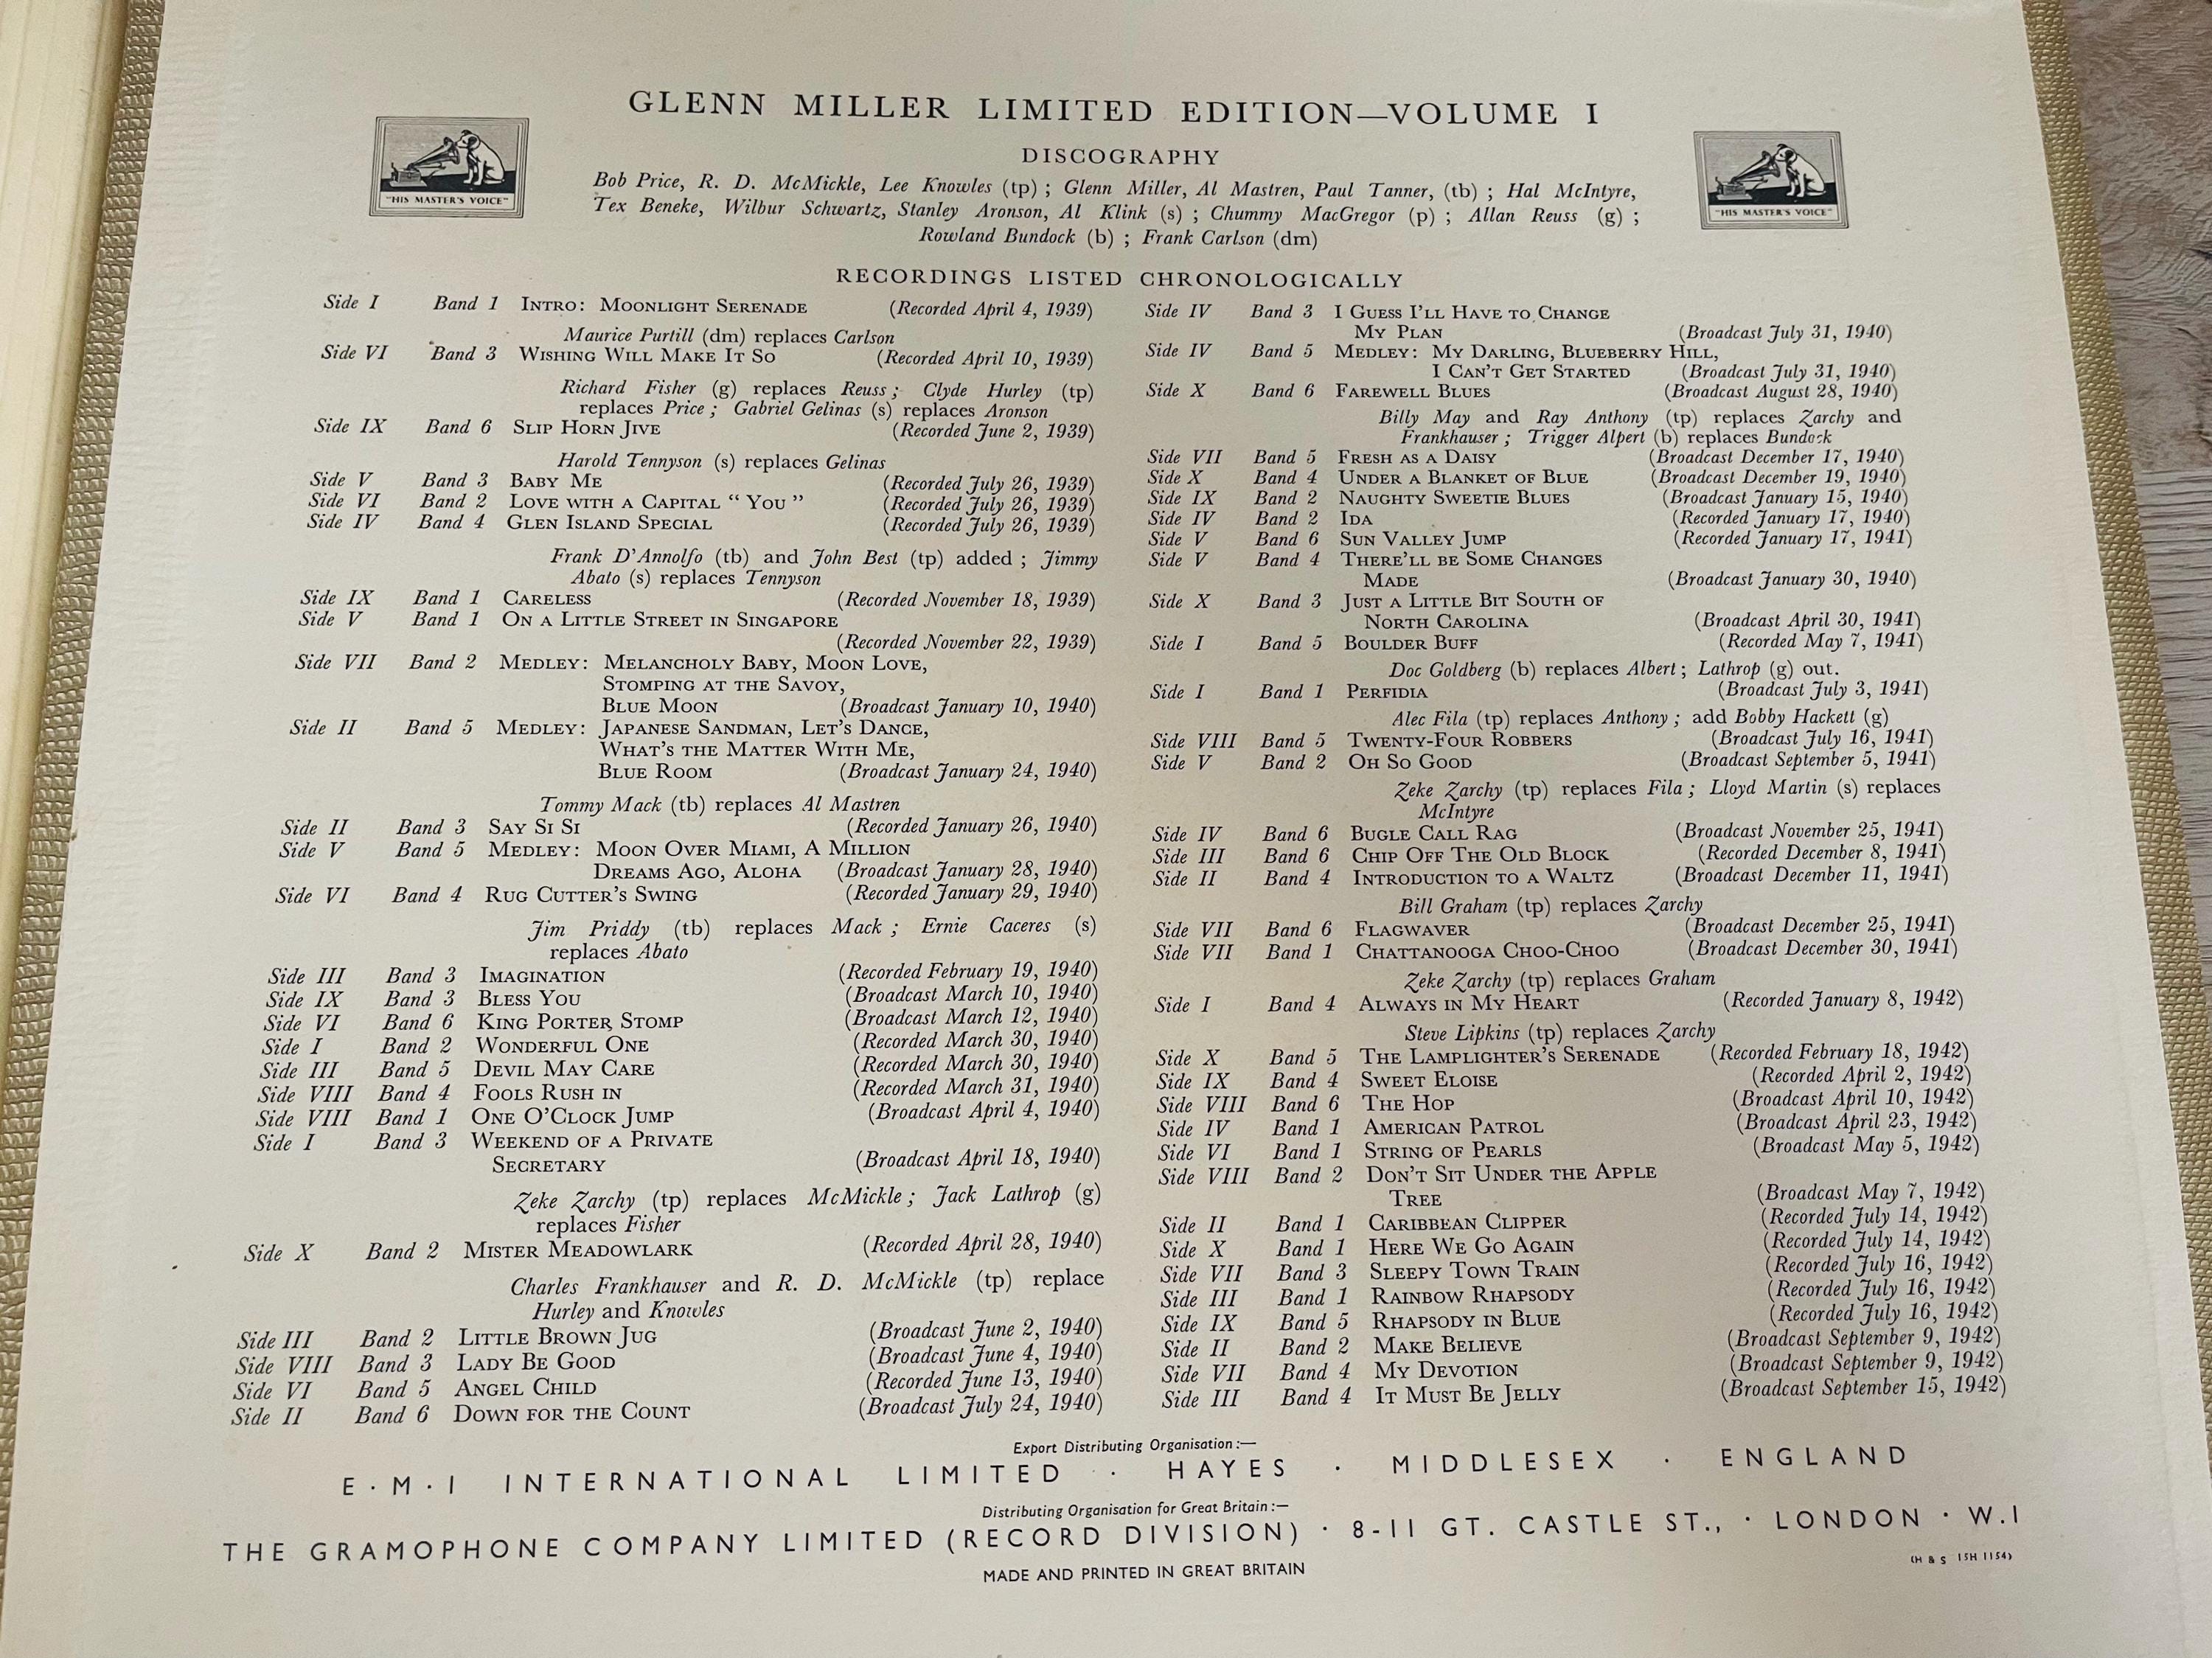 GLENN MILLER LIMITED EDITION—VOLUME I
"HIS MASTER'S VOICE"
"HIS MASTER'S VOICE"
DISCOGRAPHY
Bob Price, R. D. McMickle, Lee Knowles (tp) ; Glenn Miller, Al Mastren, Paul Tanner, (tb) ; Hal McIntyre,
Tex Beneke, Wilbur Schwartz, Stanley Aronson, Al Klink (s) ; Chummy MacGregor (p) ; Allan Reuss (g) ;
Rowland Bundock (b) ; Frank Carlson (dm)
RECORDINGS LISTED CHRONOLOGICALLY
Side I Band 1 INTRO: MOONLIGHT SERENADE (Recorded April 4, 1939)
Maurice Purtill (dm) replaces Carlson
Side VI Band 3 WISHING WILL MAKE IT SO (Recorded April 10, 1939)
Richard Fisher (g) replaces Reuss ; Clyde Hurley (tp)
replaces Price ; Gabriel Gelinas (s) replaces Aronson
Side IX Band 6 SLIP HORN JIVE (Recorded June 2, 1939)
Harold Tennyson (s) replaces Gelinas
Side V Band 3 BABY ME (Recorded July 26, 1939)
Side VI Band 2 LOVE WITH A CAPITAL " YOU " (Recorded July 26, 1939)
Side IV Band 4 GLEN ISLAND SPECIAL (Recorded July 26, 1939)
Frank D'Annolfo (tb) and John Best (tp) added ; Jimmy
Abato (s) replaces Tennyson
Side IX Band 1 CARELESS (Recorded November 18, 1939)
Side V Band 1 ON A LITTLE STREET IN SINGAPORE
(Recorded November 22, 1939)
Side VII Band 2 MEDLEY: MELANCHOLY BABY, MOON LOVE,
STOMPING AT THE SAVOY,
BLUE MOON (Broadcast January 10, 1940)
Side II Band 5 MEDLEY: JAPANESE SANDMAN, LET'S DANCE,
WHAT'S THE MATTER WITH ME,
BLUE ROOM (Broadcast January 24, 1940)
Tommy Mack (tb) replaces Al Mastren
Side II Band 3 SAY SI SI (Recorded January 26, 1940)
Side V Band 5 MEDLEY: MOON OVER MIAMI, A MILLION
DREAMS AGO, ALOHA (Broadcast January 28, 1940)
Side VI Band 4 RUG CUTTER'S SWING (Recorded January 29, 1940)
Jim Priddy (tb) replaces Mack ; Ernie Caceres (s)
replaces Abato
Side III Band 3 IMAGINATION (Recorded February 19, 1940)
Side IX Band 3 BLESS YOU (Broadcast March 10, 1940)
Side VI Band 6 KING PORTER STOMP (Broadcast March 12, 1940)
Side I Band 2 WONDERFUL ONE (Recorded March 30, 1940)
Side III Band 5 DEVIL MAY CARE (Recorded March 30, 1940)
Side VIII Band 4 FOOLS RUSH IN (Recorded March 31, 1940)
Side VIII Band 1 ONE O'CLOCK JUMP (Broadcast April 4, 1940)
Side I Band 3 WEEKEND OF A PRIVATE
SECRETARY (Broadcast April 18, 1940)
Zeke Zarchy (tp) replaces McMickle ; Jack Lathrop (g)
replaces Fisher
Side X Band 2 MISTER MEADOWLARK (Recorded April 28, 1940)
Charles Frankhauser and R. D. McMickle (tp) replace
Hurley and Knowles
Side III Band 2 LITTLE BROWN JUG (Broadcast June 2, 1940)
Side VIII Band 3 LADY BE GOOD (Broadcast June 4, 1940)
Side VI Band 5 ANGEL CHILD (Recorded June 13, 1940)
Side II Band 6 DOWN FOR THE COUNT (Broadcast July 24, 1940)
Side IV Band 3 I GUESS I'LL HAVE TO CHANGE
MY PLAN (Broadcast July 31, 1940)
Side IV Band 5 MEDLEY: MY DARLING, BLUEBERRY HILL,
I CAN'T GET STARTED (Broadcast July 31, 1940)
Side X Band 6 FAREWELL BLUES (Broadcast August 28, 1940)
Billy May and Ray Anthony (tp) replaces Zarchy and
Frankhauser ; Trigger Alpert (b) replaces Bundock
Side VII Band 5 FRESH AS A DAISY (Broadcast December 17, 1940)
Side X Band 4 UNDER A BLANKET OF BLUE (Broadcast December 19, 1940)
Side IX Band 2 NAUGHTY SWEETIE BLUES (Broadcast January 15, 1940)
Side IV Band 2 IDA (Recorded January 17, 1940)
Side V Band 6 SUN VALLEY JUMP (Recorded January 17, 1941)
Side V Band 4 THERE'LL BE SOME CHANGES
MADE (Broadcast January 30, 1940)
Side X Band 3 JUST A LITTLE BIT SOUTH OF
NORTH CAROLINA (Broadcast April 30, 1941)
Side I Band 5 BOULDER BUFF (Recorded May 7, 1941)
Doc Goldberg (b) replaces Albert ; Lathrop (g) out.
Side I Band 1 PERFIDIA (Broadcast July 3, 1941)
Alec Fila (tp) replaces Anthony ; add Bobby Hackett (g)
Side VIII Band 5 TWENTY-FOUR ROBBERS (Broadcast July 16, 1941)
Side V Band 2 OH SO GOOD (Broadcast September 5, 1941)
Zeke Zarchy (tp) replaces Fila ; Lloyd Martin (s) replaces
McIntyre
Side IV Band 6 BUGLE CALL RAG (Broadcast November 25, 1941)
Side III Band 6 CHIP OFF THE OLD BLOCK (Recorded December 8, 1941)
Side II Band 4 INTRODUCTION TO A WALTZ (Broadcast December 11, 1941)
Bill Graham (tp) replaces Zarchy
Side VII Band 6 FLAGWAVER (Broadcast December 25, 1941)
Side VII Band 1 CHATTANOOGA CHOO-CHOO (Broadcast December 30, 1941)
Zeke Zarchy (tp) replaces Graham
Side I Band 4 ALWAYS IN MY HEART (Recorded January 8, 1942)
Steve Lipkins (tp) replaces Zarchy
Side X Band 5 THE LAMPLIGHTER'S SERENADE (Recorded February 18, 1942)
Side IX Band 4 SWEET ELOISE (Recorded April 2, 1942)
Side VIII Band 6 THE HOP (Broadcast April 10, 1942)
Side IV Band 1 AMERICAN PATROL (Broadcast April 23, 1942)
Side VI Band 1 STRING OF PEARLS (Broadcast May 5, 1942)
Side VIII Band 2 DON'T SIT UNDER THE APPLE
TREE (Broadcast May 7, 1942)
Side II Band 1 CARIBBEAN CLIPPER (Recorded July 14, 1942)
Side X Band 1 HERE WE GO AGAIN (Recorded July 14, 1942)
Side VII Band 3 SLEEPY TOWN TRAIN (Recorded July 16, 1942)
Side III Band 1 RAINBOW RHAPSODY (Recorded July 16, 1942)
Side IX Band 5 RHAPSODY IN BLUE (Recorded July 16, 1942)
Side II Band 2 MAKE BELIEVE (Broadcast September 9, 1942)
Side VII Band 4 MY DEVOTION (Broadcast September 9, 1942)
Side III Band 4 IT MUST BE JELLY (Broadcast September 15, 1942)
Export Distributing Organisation :—
E · M · I INTERNATIONAL LIMITED · HAYES · MIDDLESEX · ENGLAND
Distributing Organisation for Great Britain :—
THE GRAMOPHONE COMPANY LIMITED (RECORD DIVISION) · 8-11 GT. CASTLE ST., · LONDON · W.1
MADE AND PRINTED IN GREAT BRITAIN
(H & S 15H 1154)